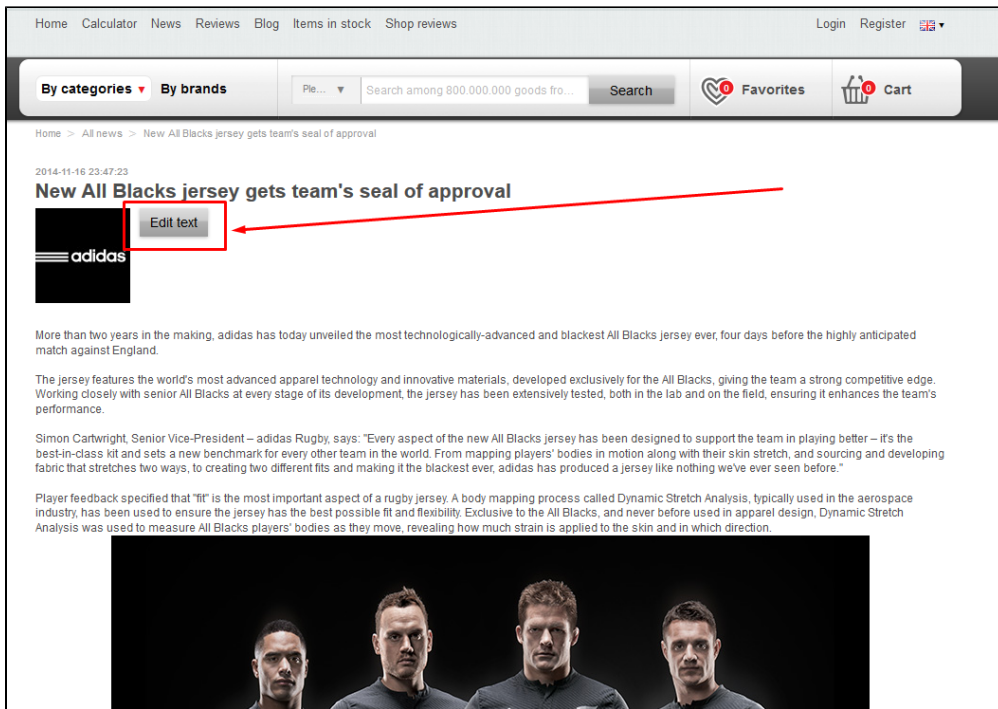 Home Calculator News Reviews Blog Items in stock Shop reviews Login Register
By categories By brands Ple... Search among 800.000.000 goods fro... Search 0 Favorites 0 Cart
Home > All news > New All Blacks jersey gets team's seal of approval
2014-11-16 23:47:23
New All Blacks jersey gets team's seal of approval
Edit text
adidas
More than two years in the making, adidas has today unveiled the most technologically-advanced and blackest All Blacks jersey ever, four days before the highly anticipated
match against England.
The jersey features the world's most advanced apparel technology and innovative materials, developed exclusively for the All Blacks, giving the team a strong competitive edge.
Working closely with senior All Blacks at every stage of its development, the jersey has been extensively tested, both in the lab and on the field, ensuring it enhances the team's
performance.
Simon Cartwright, Senior Vice-President – adidas Rugby, says: "Every aspect of the new All Blacks jersey has been designed to support the team in playing better – it's the
best-in-class kit and sets a new benchmark for every other team in the world. From mapping players' bodies in motion along with their skin stretch, and sourcing and developing
fabric that stretches two ways, to creating two different fits and making it the blackest ever, adidas has produced a jersey like nothing we've ever seen before."
Player feedback specified that "fit" is the most important aspect of a rugby jersey. A body mapping process called Dynamic Stretch Analysis, typically used in the aerospace
industry, has been used to ensure the jersey has the best possible fit and flexibility. Exclusive to the All Blacks, and never before used in apparel design, Dynamic Stretch
Analysis was used to measure All Blacks players' bodies as they move, revealing how much strain is applied to the skin and in which direction.